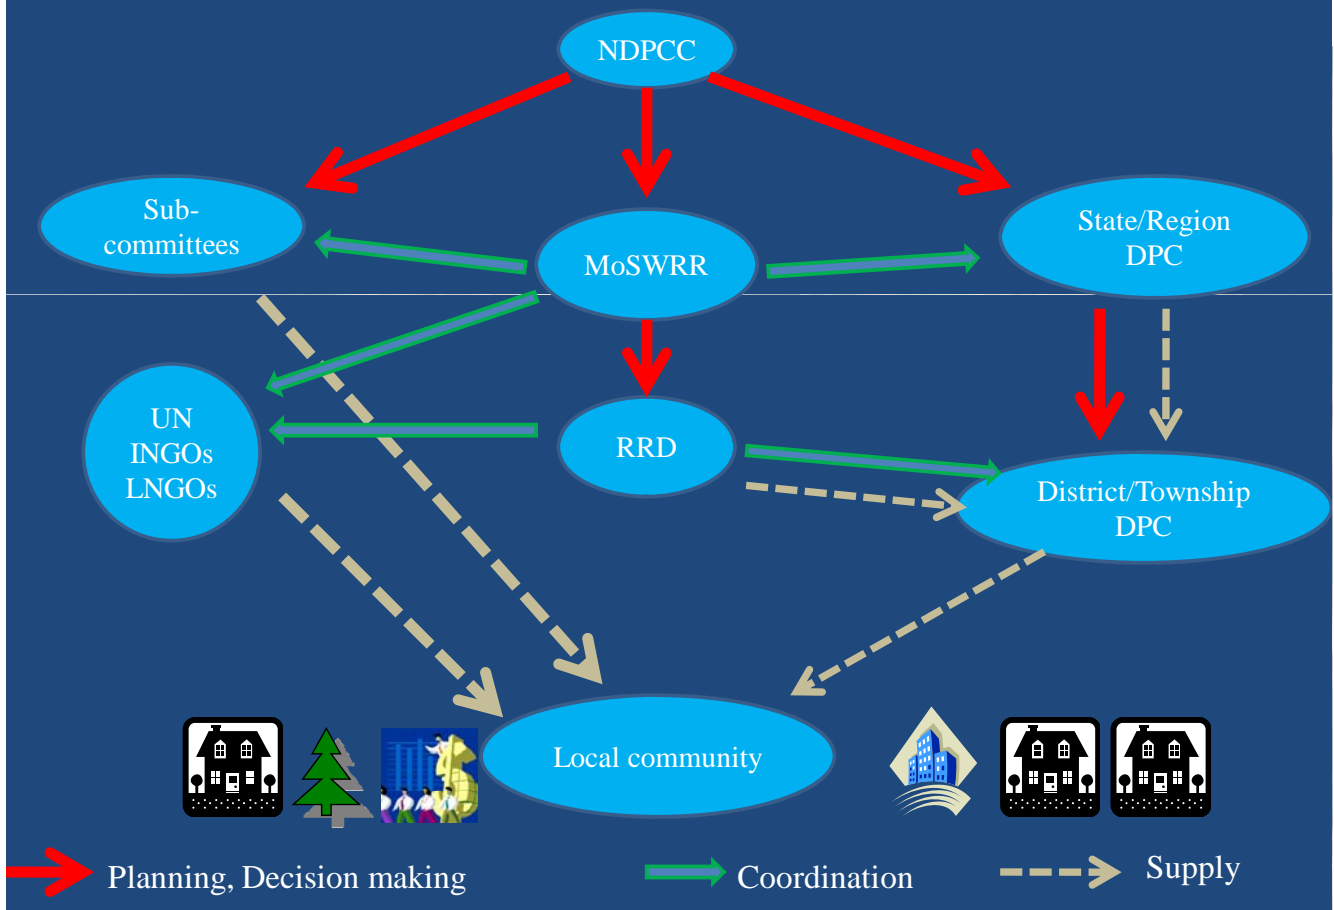 NDPCC
Sub-
committees
MoSWRR
State/Region
DPC
UN
INGOs
LNGOs
RRD
District/Township
DPC
Local community
Planning, Decision making
Coordination
Supply